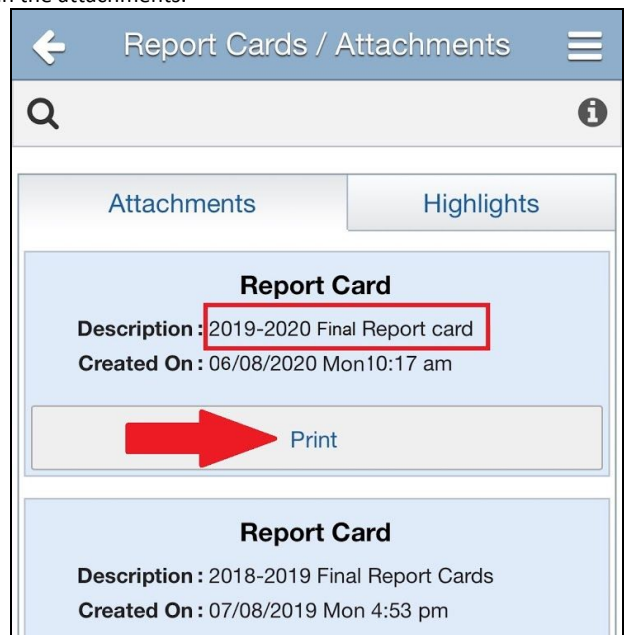 the attachments.
Report Cards / Attachments
Attachments
Highlights
Report Card
Description : 2019-2020 Final Report card
Created On : 06/08/2020 Mon10:17 am
Print
Report Card
Description : 2018-2019 Final Report Cards
Created On : 07/08/2019 Mon 4:53 pm